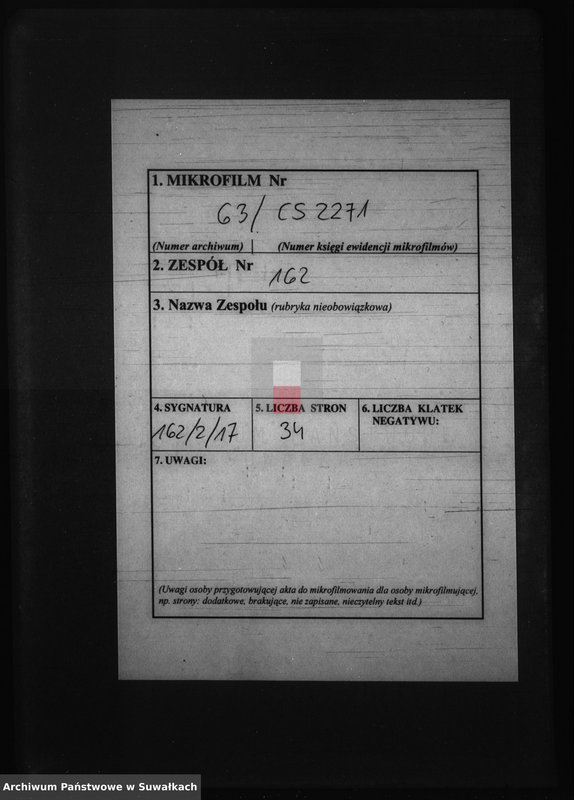 1. MIKROFILM Nr
63/ CS 2271
(Numer archiwum) (Numer księgi ewidencji mikrofilmów)
2. ZESPÓŁ Nr
162
3. Nazwa Zespołu (rubryka nieobowiązkowa)
4. SYGNATURA
162/2/17
5. LICZBA STRON
34
6. LICZBA KLATEK
NEGATYWU:
7. UWAGI:
(Uwagi osoby przygotowującej akta do mikrofilmowania dla osoby mikrofilmującej,
np. strony: dodatkowe, brakujące, nie zapisane, nieczytelny tekst itd.)
Archiwum Państwowe w Suwałkach